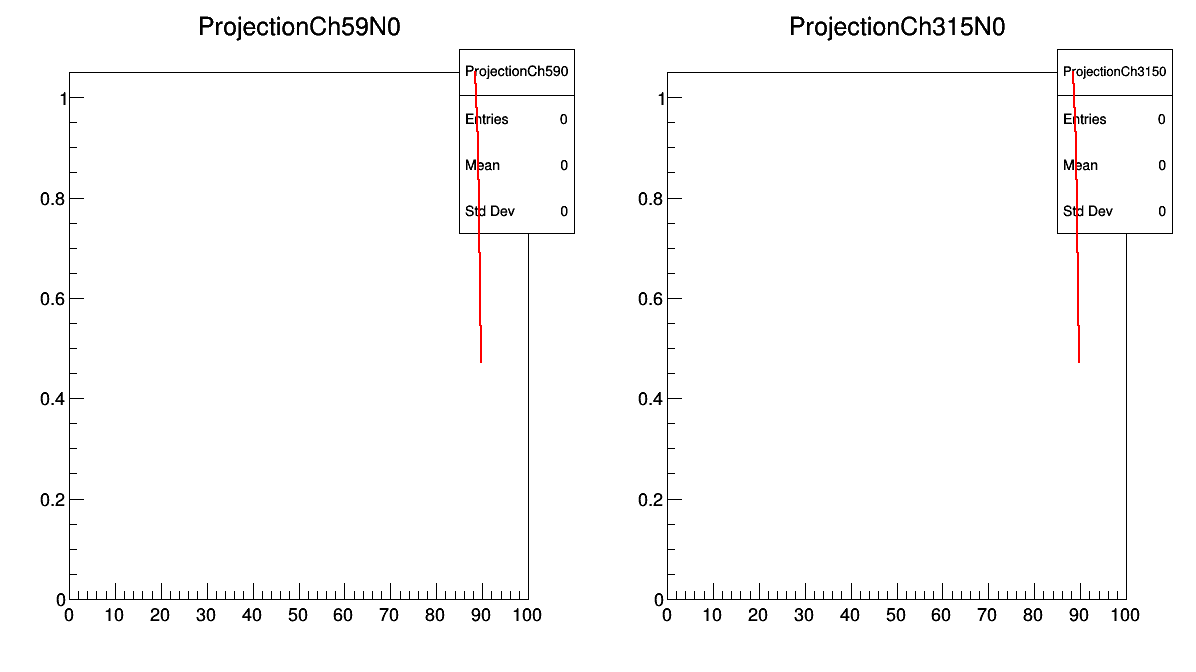 ProjectionCh59N0
ProjectionCh590
Entries 0
Mean 0
Std Dev 0
1
0.8
0.6
0.4
0.2
0
0 10 20 30 40 50 60 70 80 90 100
ProjectionCh315N0
ProjectionCh3150
Entries 0
Mean 0
Std Dev 0
1
0.8
0.6
0.4
0.2
0
0 10 20 30 40 50 60 70 80 90 100